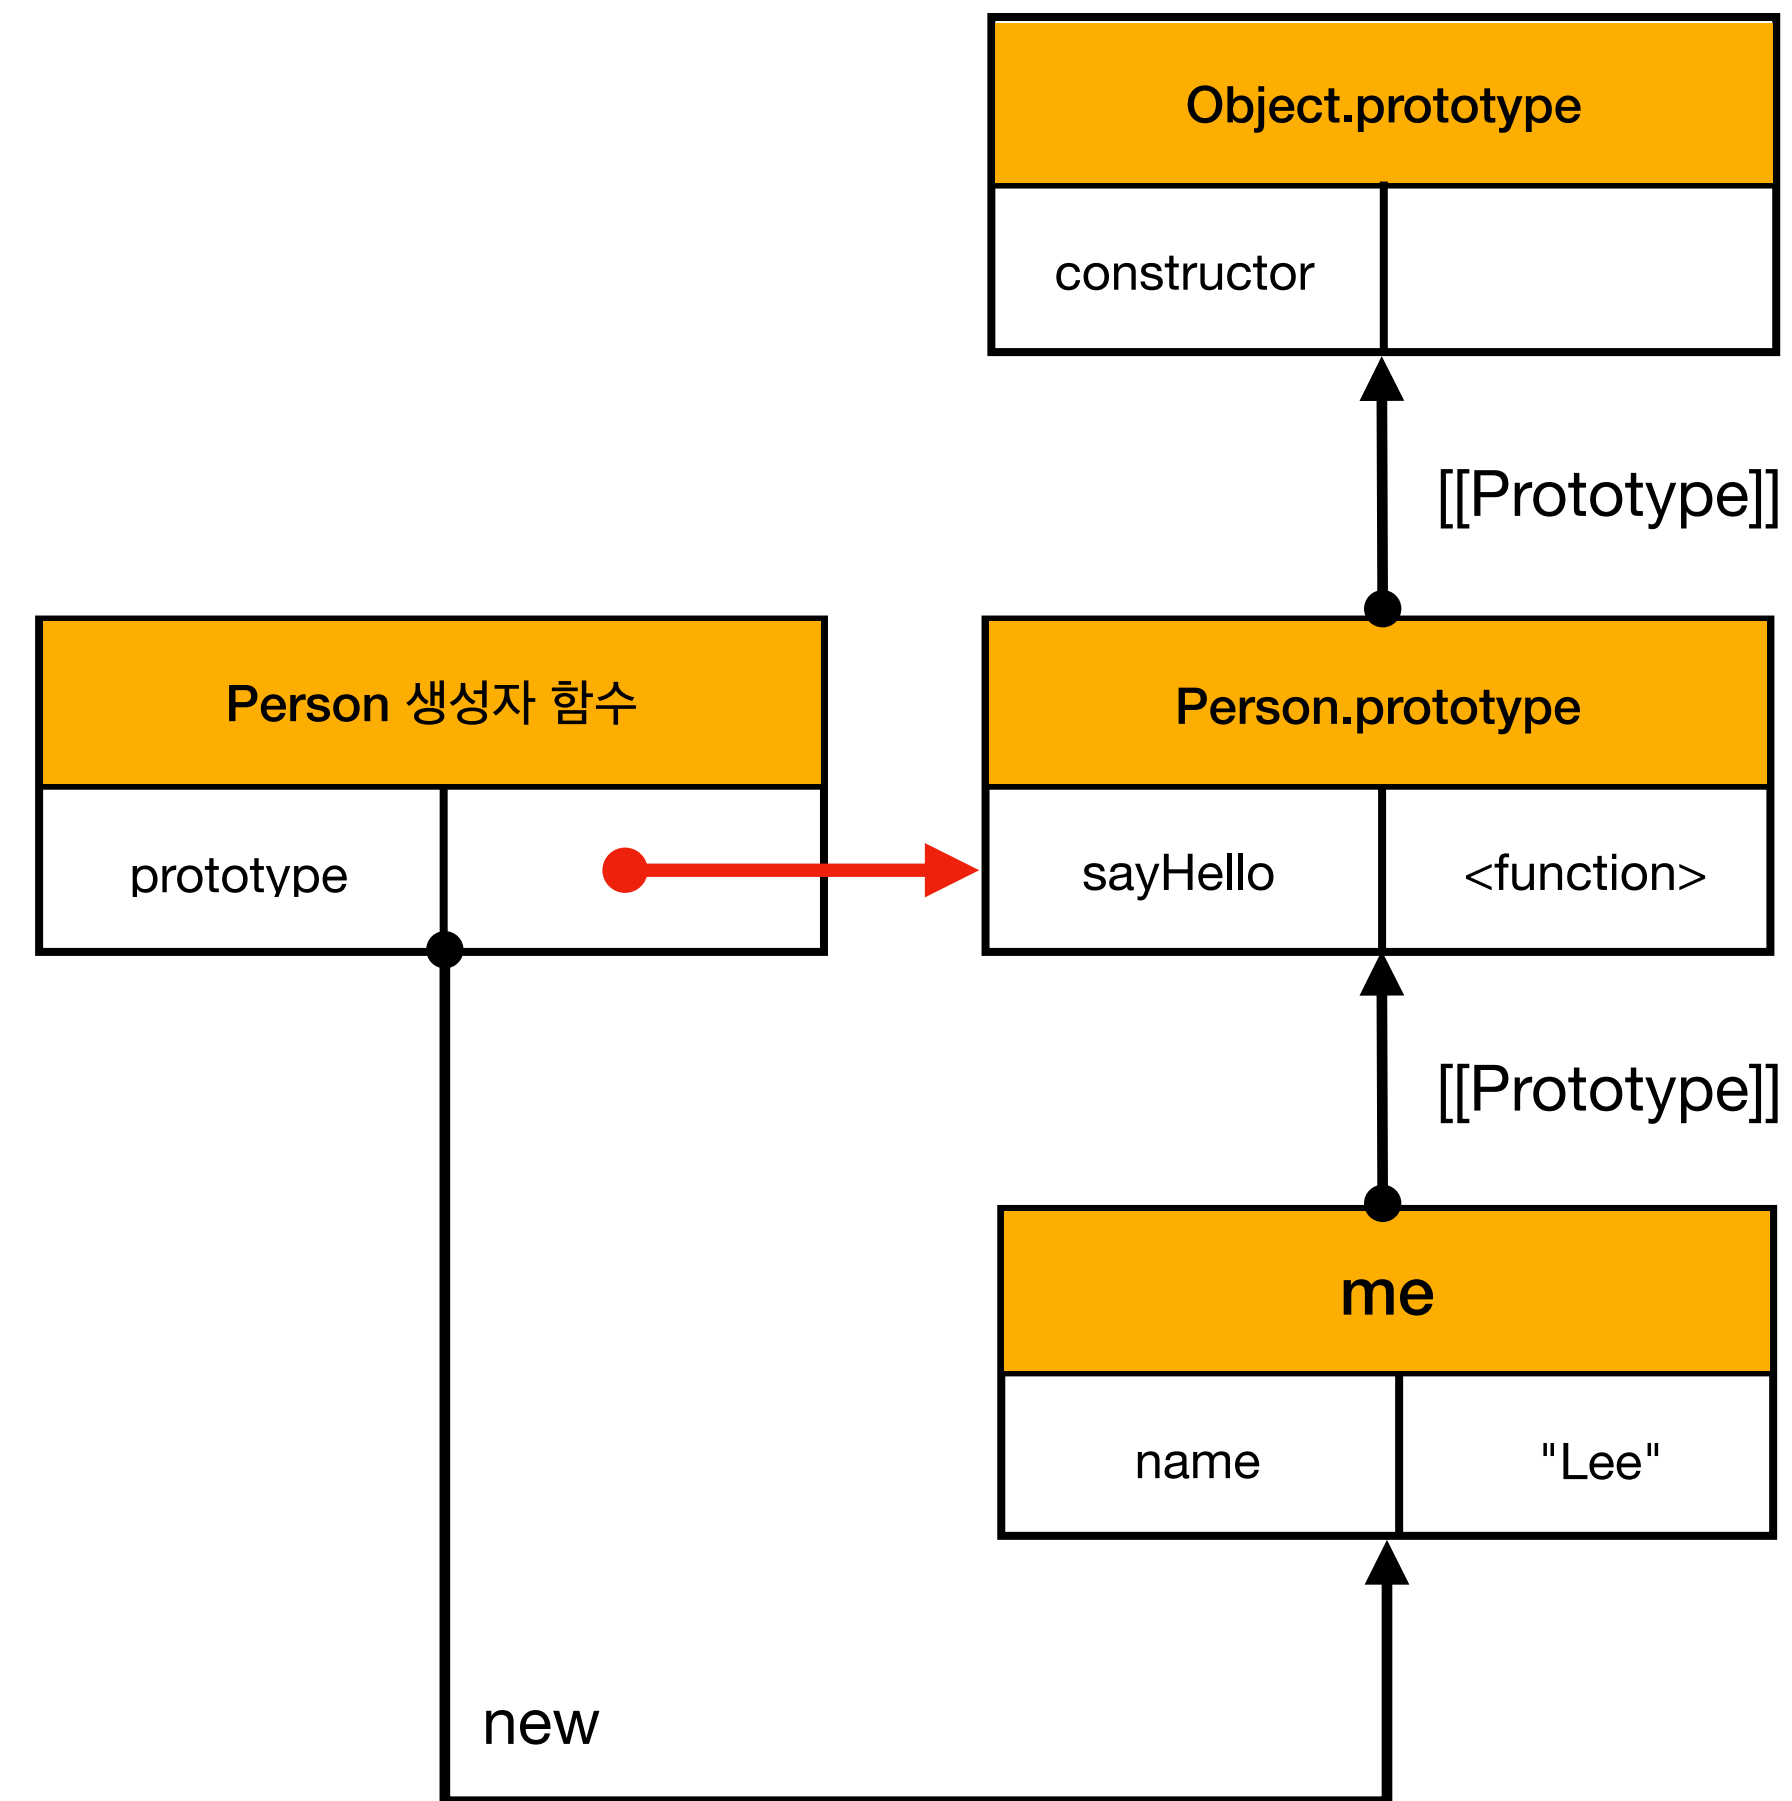 Object.prototype
constructor
[[Prototype]]
Person 생성자 함수
prototype
Person.prototype
sayHello
<function>
[[Prototype]]
me
name
"Lee"
new